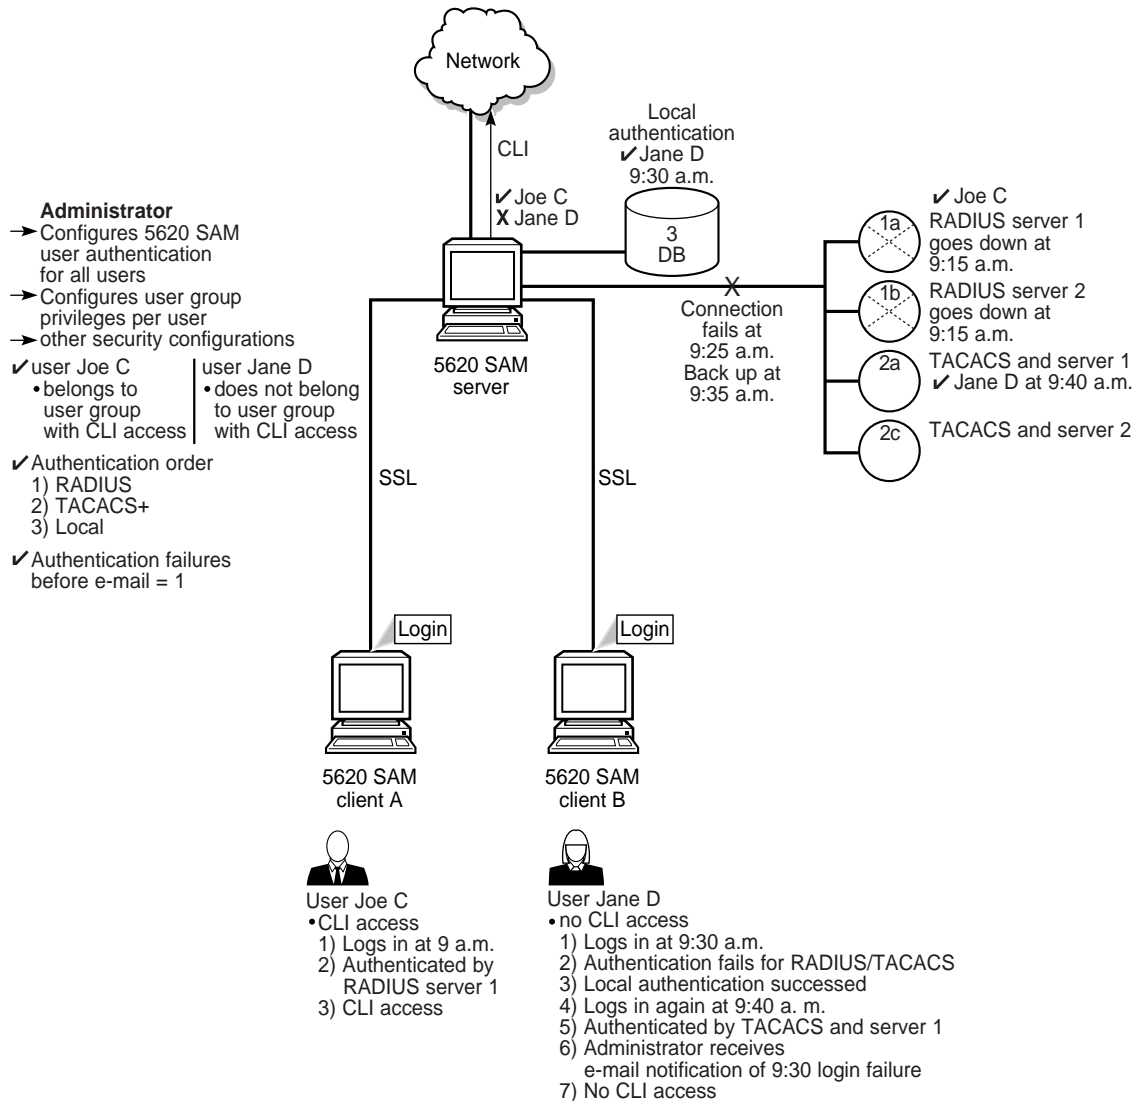 Network
CLI
✔ Joe C
X Jane D
Local
authentication
✔ Jane D
9:30 a.m.
3
DB
Administrator
→ Configures 5620 SAM
user authentication
for all users
→ Configures user group
privileges per user
→ other security configurations
✔ user Joe C
• belongs to
user group
with CLI access
user Jane D
• does not belong
to user group
with CLI access
✔ Authentication order
1) RADIUS
2) TACACS+
3) Local
✔ Authentication failures
before e-mail = 1
5620 SAM
server
X
Connection
fails at
9:25 a.m.
Back up at
9:35 a.m.
✔ Joe C
1a
RADIUS server 1
goes down at
9:15 a.m.
1b
RADIUS server 2
goes down at
9:15 a.m.
2a
TACACS and server 1
✔ Jane D at 9:40 a.m.
2c
TACACS and server 2
SSL
SSL
Login
Login
5620 SAM
client A
5620 SAM
client B
User Joe C
• CLI access
1) Logs in at 9 a.m.
2) Authenticated by
RADIUS server 1
3) CLI access
User Jane D
• no CLI access
1) Logs in at 9:30 a.m.
2) Authentication fails for RADIUS/TACACS
3) Local authentication successed
4) Logs in again at 9:40 a. m.
5) Authenticated by TACACS and server 1
6) Administrator receives
e-mail notification of 9:30 login failure
7) No CLI access